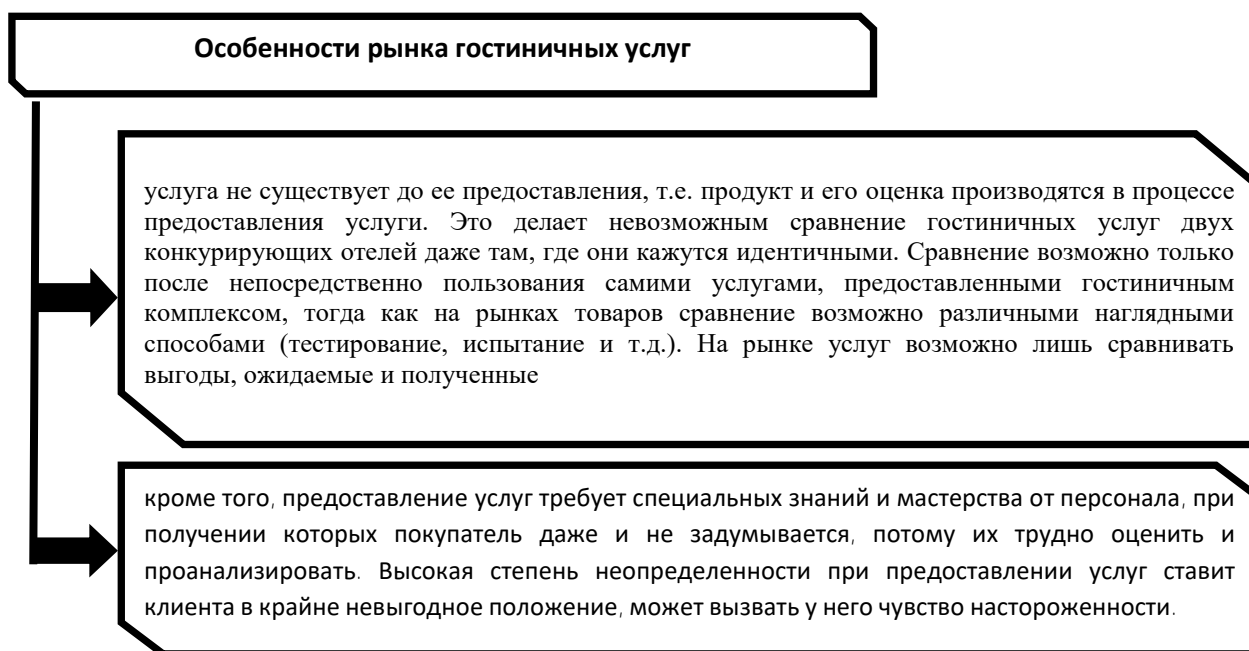 Особенности рынка гостиничных услуг
услуга не существует до ее предоставления, т.е. продукт и его оценка производятся в процессе
предоставления услуги. Это делает невозможным сравнение гостиничных услуг двух
конкурирующих отелей даже там, где они кажутся идентичными. Сравнение возможно только
после непосредственно пользования самими услугами, предоставленными гостиничным
комплексом, тогда как на рынках товаров сравнение возможно различными наглядными
способами (тестирование, испытание и т.д.). На рынке услуг возможно лишь сравнивать
выгоды, ожидаемые и полученные
кроме того, предоставление услуг требует специальных знаний и мастерства от персонала, при
получении которых покупатель даже и не задумывается, потому их трудно оценить и
проанализировать. Высокая степень неопределенности при предоставлении услуг ставит
клиента в крайне невыгодное положение, может вызвать у него чувство настороженности.